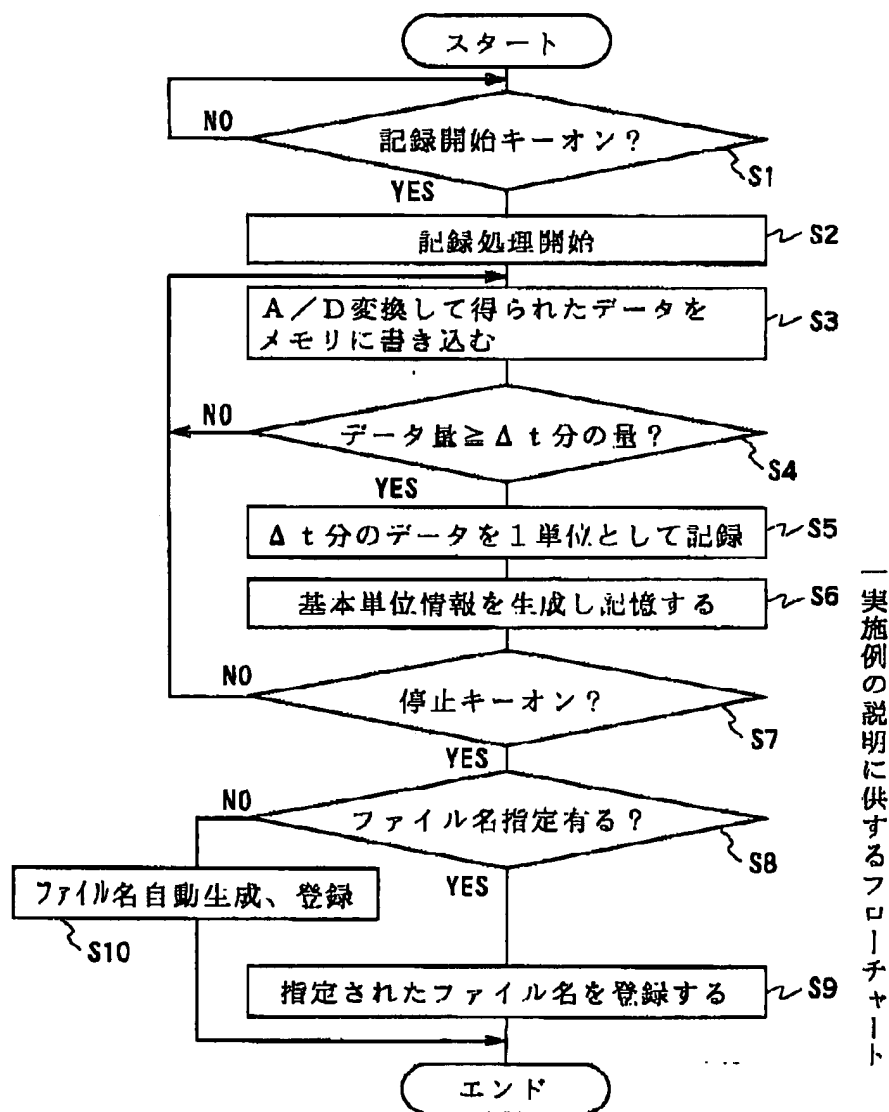 スタート
NO
記録開始キーオン?
S1
YES
記録処理開始
S2
A/D変換して得られたデータを
メモリに書き込む
S3
NO
データ量≧Δt分の量?
S4
YES
Δt分のデータを1単位として記録
S5
基本単位情報を生成し記憶する
S6
NO
停止キーオン?
S7
YES
NO
ファイル名指定有る?
S8
YES
ファイル名自動生成、登録
S10
指定されたファイル名を登録する
S9
エンド
一実施例の説明に供するフローチャート